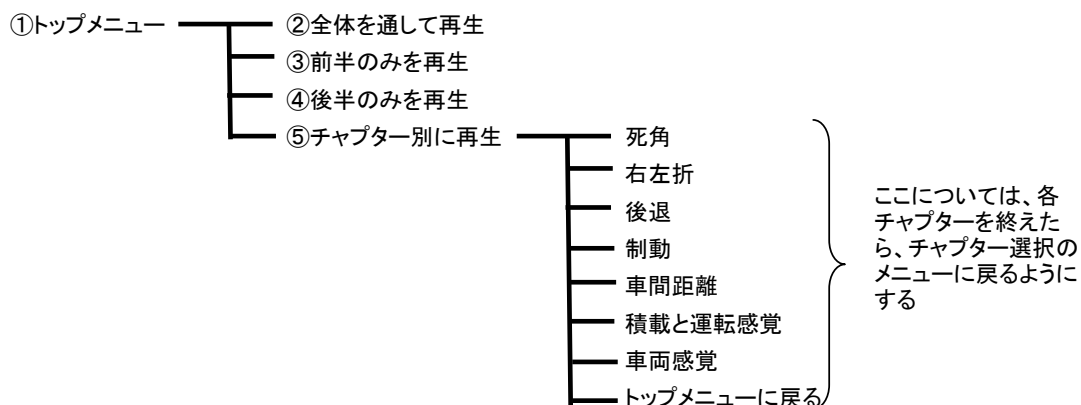 ①トップメニュー
②全体を通して再生
③前半のみを再生
④後半のみを再生
⑤チャプター別に再生
死角
右左折
後退
制動
車間距離
積載と運転感覚
車両感覚
トップメニューに戻る
ここについては、各
チャプターを終えた
ら、チャプター選択の
メニューに戻るように
する